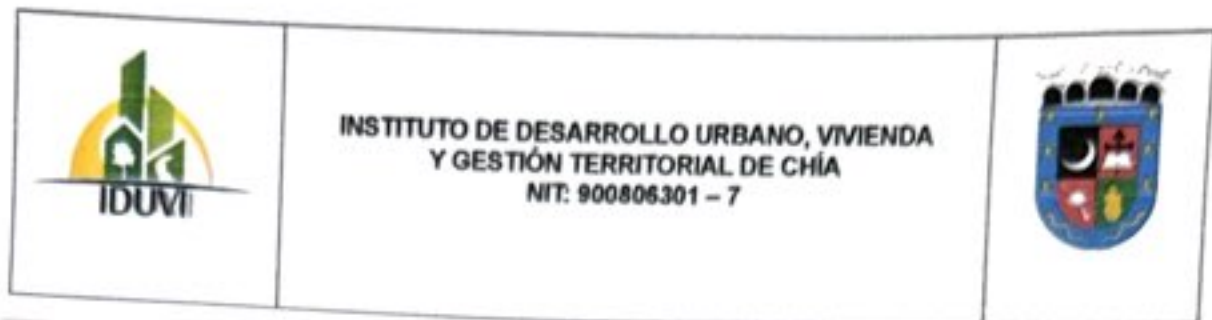 IDUVI
INSTITUTO DE DESARROLLO URBANO, VIVIENDA
Y GESTIÓN TERRITORIAL DE CHÍA
NIT: 900806301 – 7